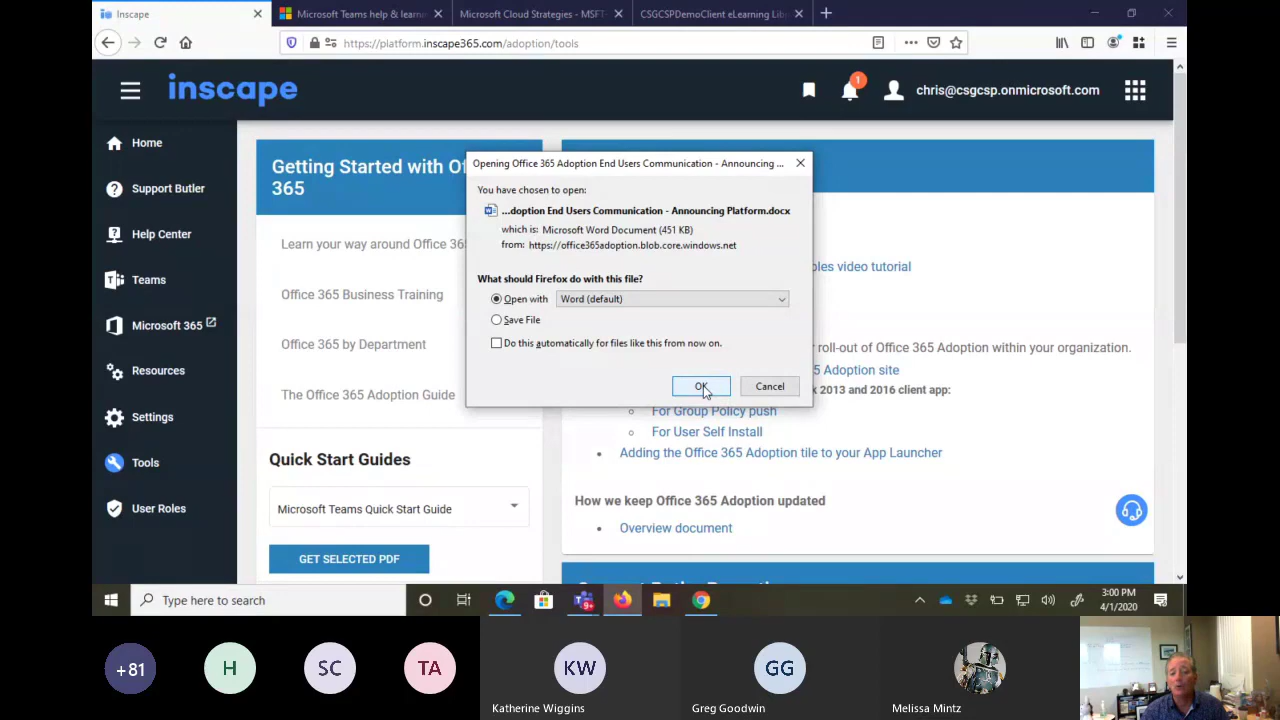 Inscape
Microsoft Teams help & learni
Microsoft Cloud Strategies - MSFT
CSGCSPDemoClient eLearning Lib
https://platform.inscape365.com/adoption/tools
inscape
1
chris@csgcsp.onmicrosoft.com
Home
Support Butler
Help Center
Teams
Microsoft 365
Resources
Settings
Tools
User Roles
Getting Started with Of
365
Learn your way around Office 36
Office 365 Business Training
Office 365 by Department
The Office 365 Adoption Guide
Quick Start Guides
Microsoft Teams Quick Start Guide
GET SELECTED PDF
Opening Office 365 Adoption End Users Communication - Announcing ...
You have chosen to open:
...doption End Users Communication - Announcing Platform.docx
which is: Microsoft Word Document (451 KB)
from: https://office365adoption.blob.core.windows.net
What should Firefox do with this file?
Open with Word (default)
Save File
Do this automatically for files like this from now on.
OK Cancel
bles video tutorial
roll-out of Office 365 Adoption within your organization.
5 Adoption site
k 2013 and 2016 client app:
For Group Policy push
For User Self Install
Adding the Office 365 Adoption tile to your App Launcher
How we keep Office 365 Adoption updated
Overview document
Type here to search
9+
3:00 PM
4/1/2020
+81
H
SC
TA
KW
GG
Katherine Wiggins
Greg Goodwin
Melissa Mintz